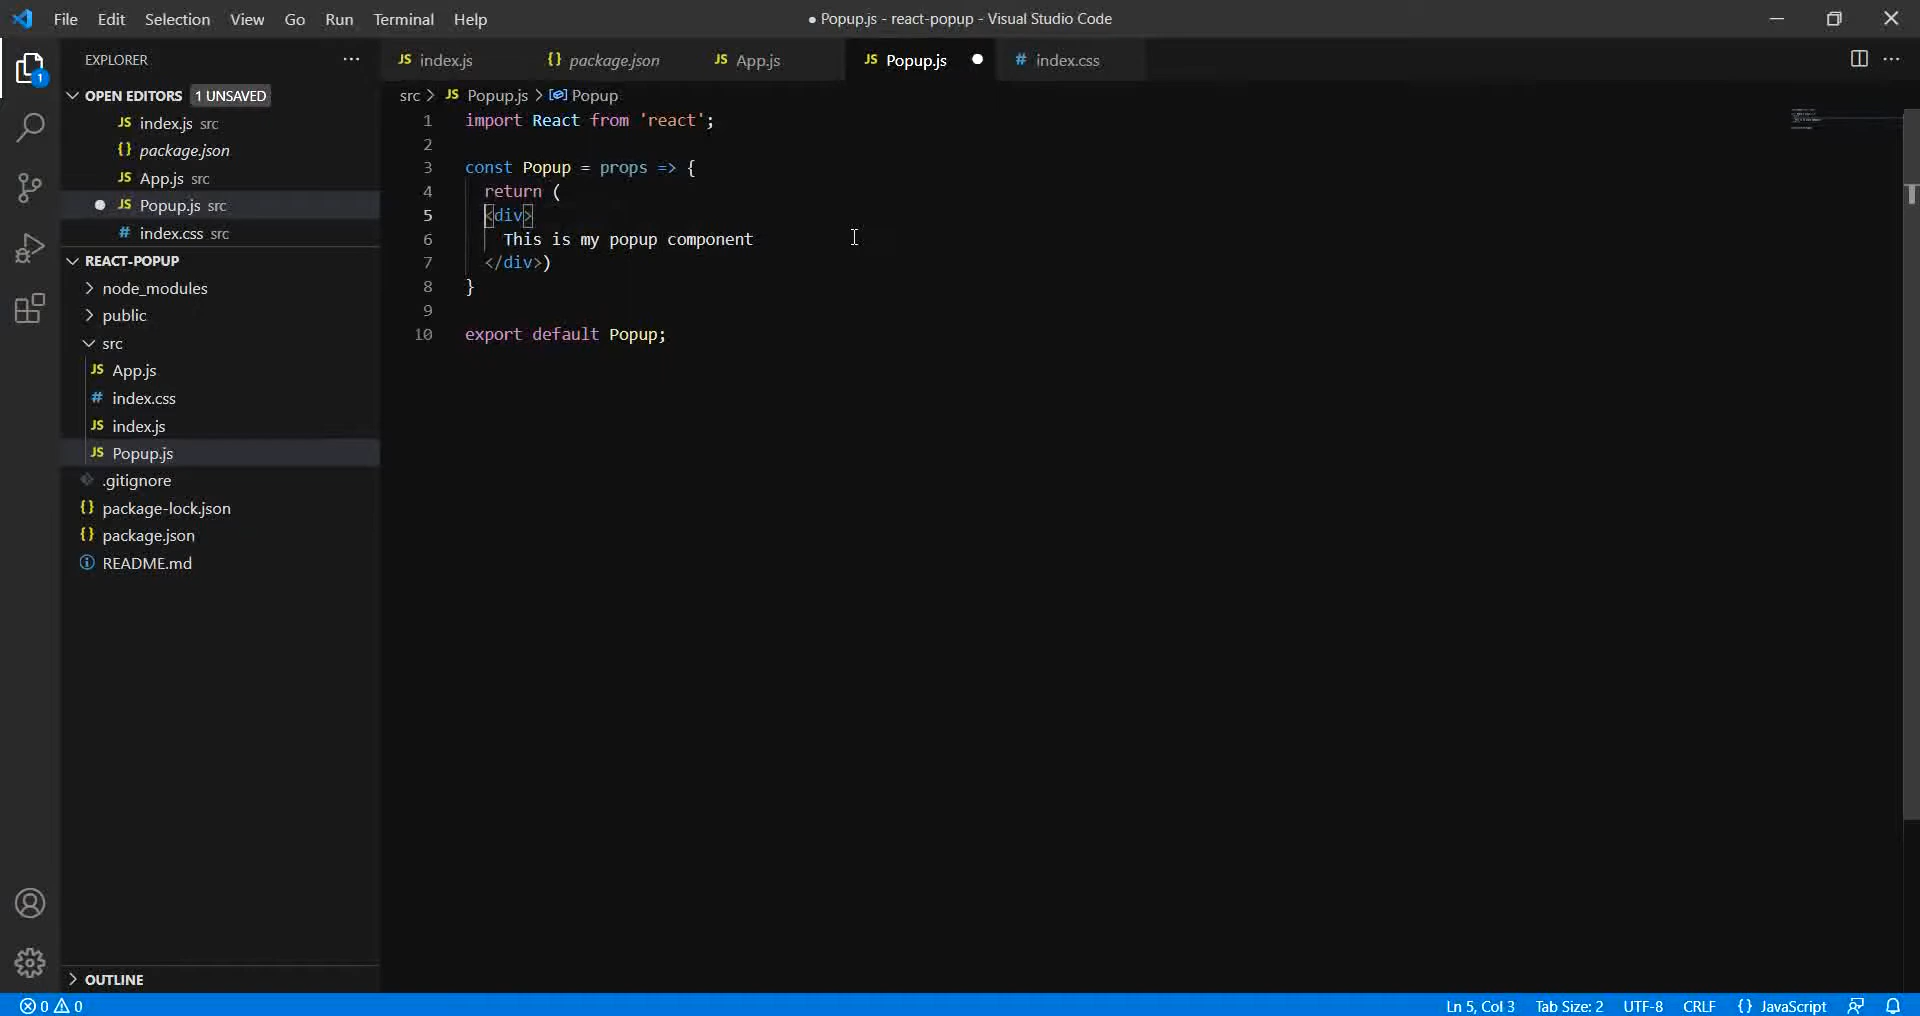 File Edit Selection View Go Run Terminal Help
● Popup.js - react-popup - Visual Studio Code
1
EXPLORER
OPEN EDITORS 1 UNSAVED
JS index.js src
{} package.json
JS App.js src
● JS Popup.js src
# index.css src
REACT-POPUP
node_modules
public
src
JS App.js
# index.css
JS index.js
JS Popup.js
.gitignore
{} package-lock.json
{} package.json
README.md
OUTLINE
JS index.js {} package.json JS App.js JS Popup.js ● # index.css
src > JS Popup.js > Popup
1 import React from 'react';
2
3 const Popup = props => {
4 return (
5 <div>
6 This is my popup component
7 </div>)
8 }
9
10 export default Popup;
0 0
Ln 5, Col 3 Tab Size: 2 UTF-8 CRLF {} JavaScript